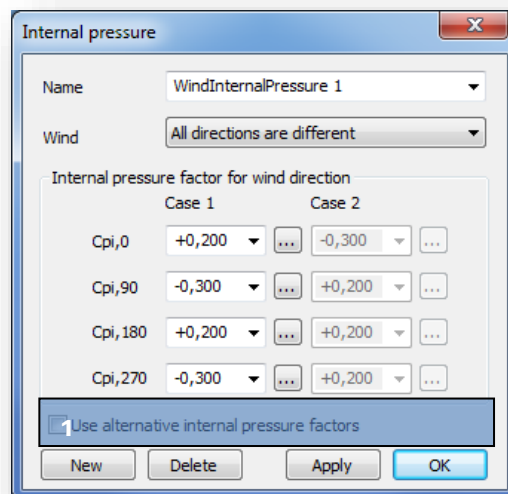 Internal pressure
Name WindInternalPressure 1
Wind All directions are different
Internal pressure factor for wind direction
Case 1 Case 2
Cpi,0 +0,200 ... -0,300 ...
Cpi,90 -0,300 ... +0,200 ...
Cpi,180 +0,200 ... +0,200 ...
Cpi,270 -0,300 ... +0,200 ...
1 Use alternative internal pressure factors
New Delete Apply OK